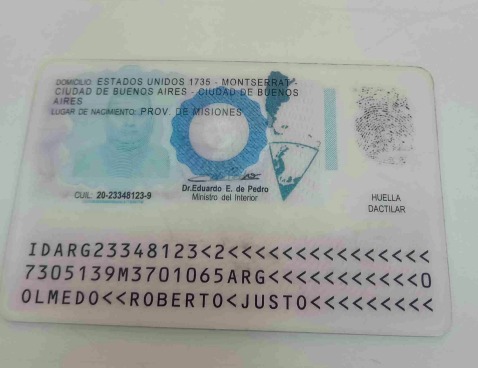 DOMICILIO: ESTADOS UNIDOS 1735 - MONTSERRAT
CIUDAD DE BUENOS AIRES - CIUDAD DE BUENOS
AIRES
LUGAR DE NACIMIENTO: PROV. DE MISIONES
CUIL: 20-23348123-9
Dr.Eduardo E. de Pedro
Ministro del Interior
HUELLA
DACTILAR
IDARG23348123<2<<<<<<<<<<<<<<<
7305139M3701065ARG<<<<<<<<<<<0
OLMEDO<<ROBERTO<JUSTO<<<<<<<<<